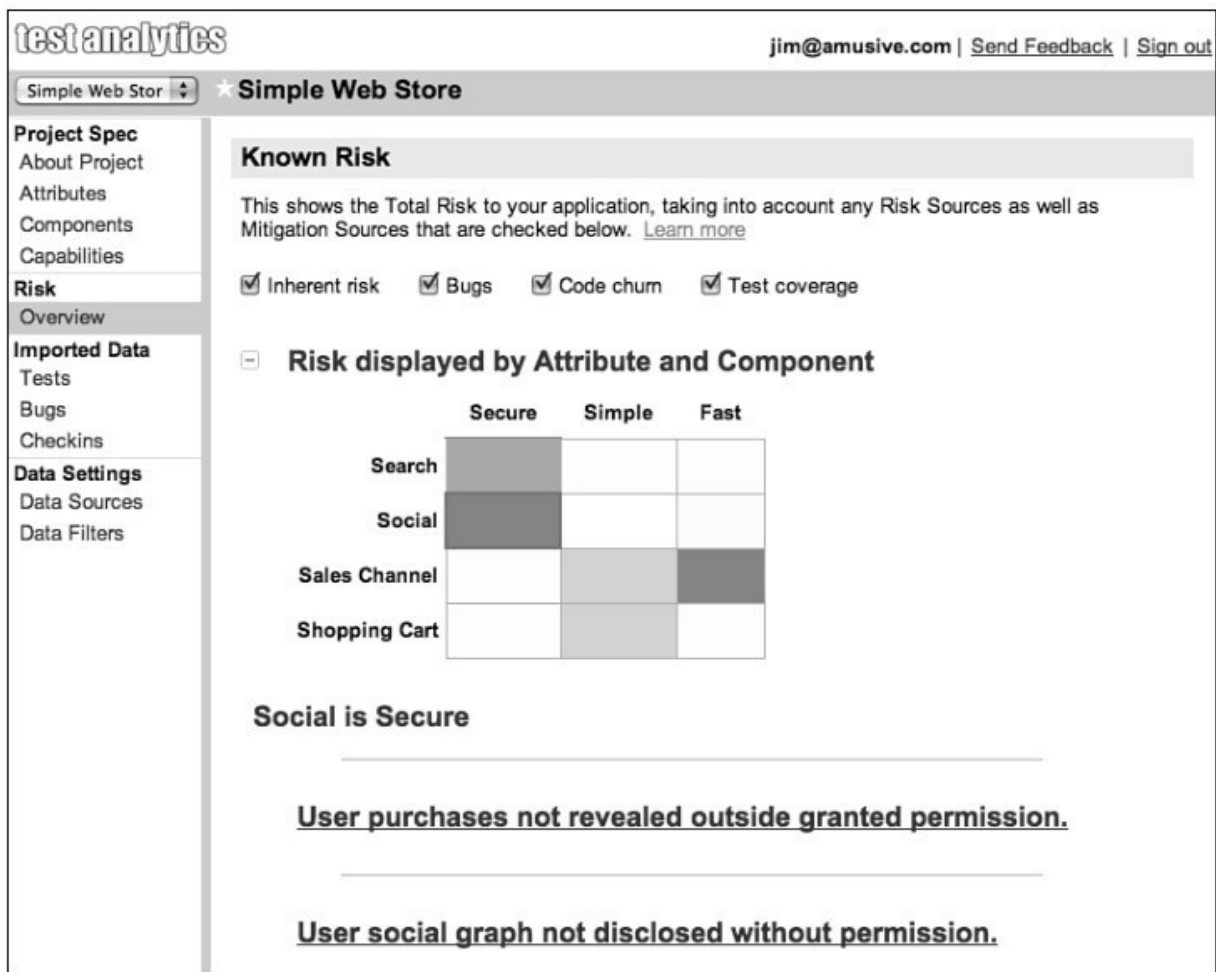 test analytics
jim@amusive.com | Send Feedback | Sign out
Simple Web Stor
Simple Web Store
Project Spec
About Project
Attributes
Components
Capabilities
Risk
Overview
Imported Data
Tests
Bugs
Checkins
Data Settings
Data Sources
Data Filters
Known Risk
This shows the Total Risk to your application, taking into account any Risk Sources as well as
Mitigation Sources that are checked below. Learn more
Inherent risk Bugs Code churn Test coverage
Risk displayed by Attribute and Component
Secure Simple Fast
Search
Social
Sales Channel
Shopping Cart
Social is Secure
User purchases not revealed outside granted permission.
User social graph not disclosed without permission.